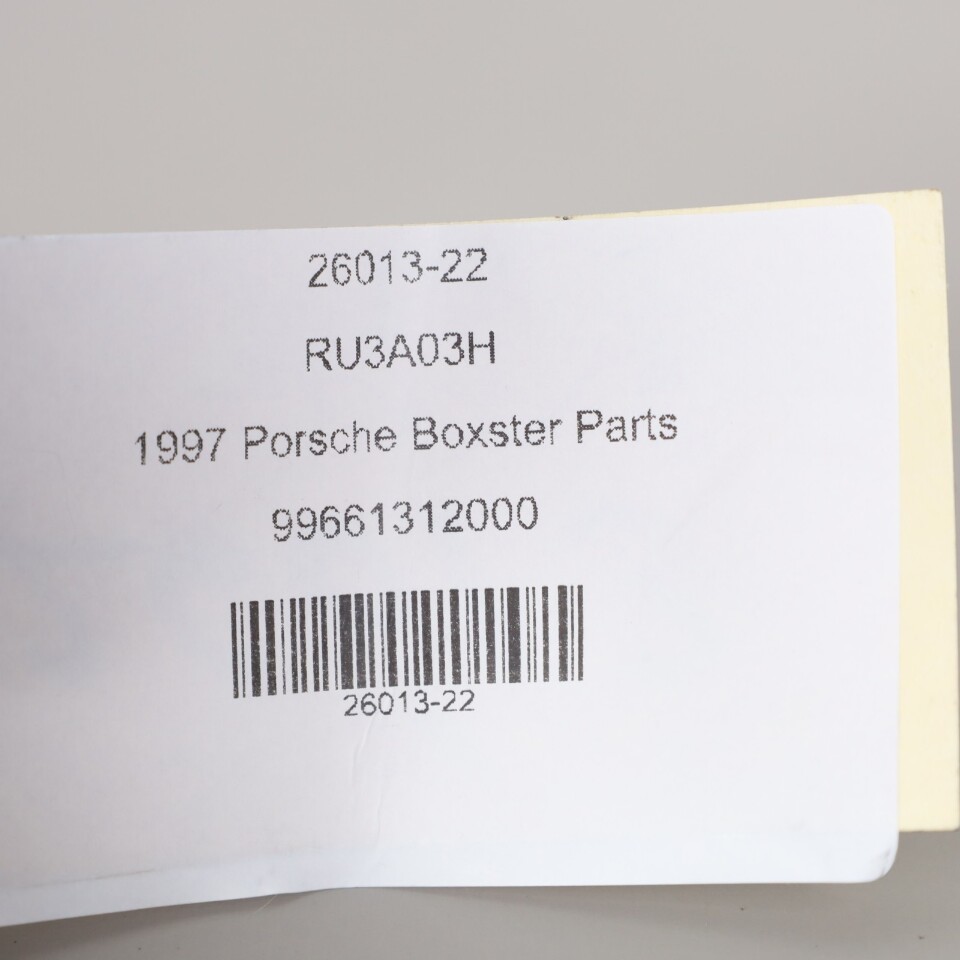 26013-22
RU3A03H
1997 Porsche Boxster Parts
99661312000
26013-22